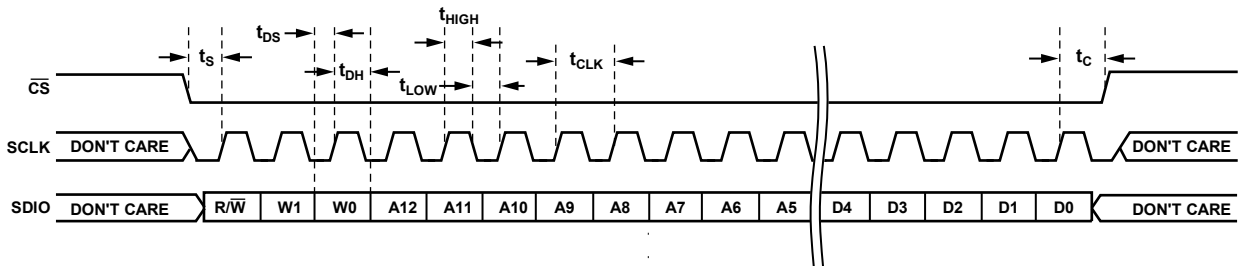 tS
tDS
tDH
tHIGH
tLOW
tCLK
tC
CS
SCLK DON'T CARE DON'T CARE
SDIO DON'T CARE R/W W1 W0 A12 A11 A10 A9 A8 A7 A6 A5 D4 D3 D2 D1 D0 DON'T CARE